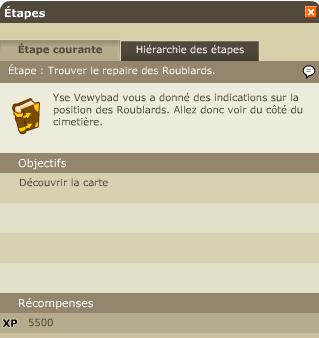 Étapes
Étape courante
Hiérarchie des étapes
Étape : Trouver le repaire des Roublards.
Yse Vewybad vous a donné des indications sur la
position des Roublards. Allez donc voir du côté du
cimetière.
Objectifs
Découvrir la carte
Récompenses
XP 5500